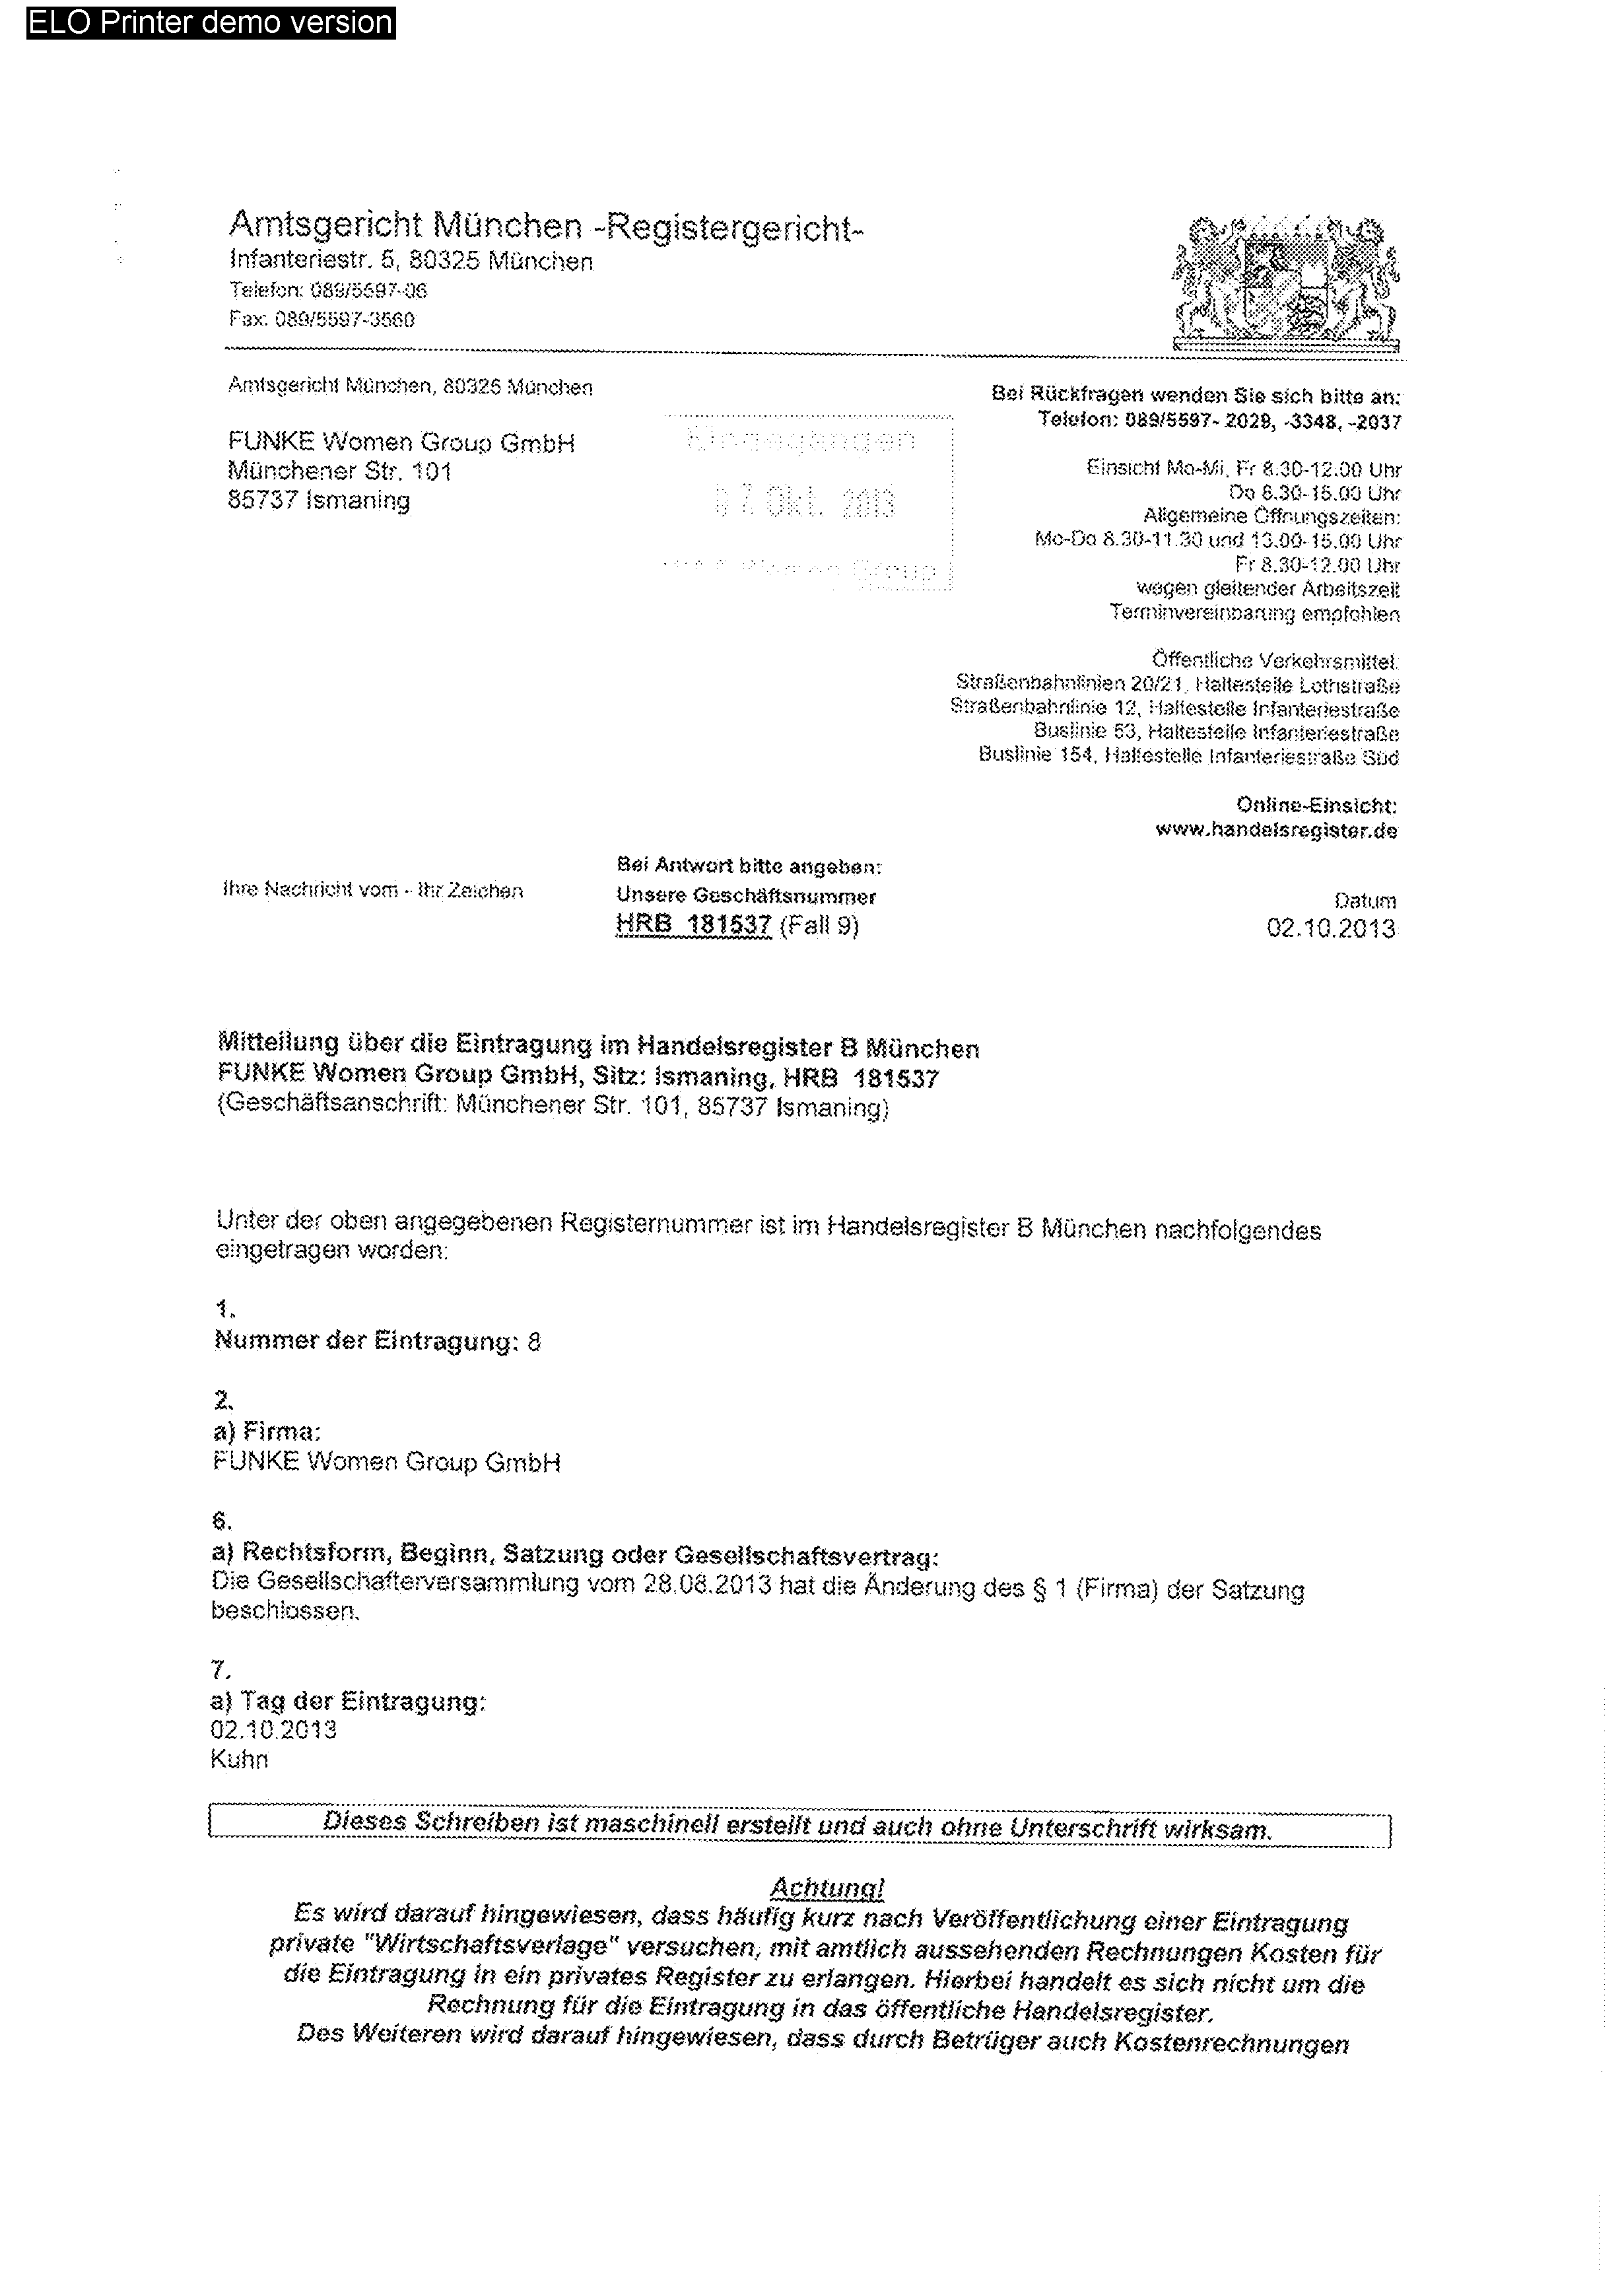 ELO Printer demo version
Amtsgericht München -Registergericht-
Infanteriestr. 5, 80325 München
Telefon: 089/5597-06
Fax: 089/5597-3560
Amtsgericht München, 80325 München
FUNKE Women Group GmbH
Münchener Str. 101
85737 Ismaning
Eingegangen
07. Okt. 2013
Women Group
Bei Rückfragen wenden Sie sich bitte an:
Telefon: 089/5597- 2029, -3348, -2037
Einsicht Mo-Mi, Fr 8.30-12.00 Uhr
Do 8.30-15.00 Uhr
Allgemeine Öffnungszeiten:
Mo-Do 8.30-11.30 und 13.00-15.00 Uhr
Fr 8.30-12.00 Uhr
wegen gleitender Arbeitszeit
Terminvereinbarung empfohlen
Öffentliche Verkehrsmittel:
Straßenbahnlinien 20/21, Haltestelle Lothstraße
Straßenbahnlinie 12, Haltestelle Infanteriestraße
Buslinie 53, Haltestelle Infanteriestraße
Buslinie 154, Haltestelle Infanteriestraße Süd
Online-Einsicht:
www.handelsregister.de
Ihre Nachricht vom - Ihr Zeichen
Bei Antwort bitte angeben:
Unsere Geschäftsnummer
HRB 181537 (Fall 9)
Datum
02.10.2013
Mitteilung über die Eintragung im Handelsregister B München
FUNKE Women Group GmbH, Sitz: Ismaning, HRB 181537
(Geschäftsanschrift: Münchener Str. 101, 85737 Ismaning)
Unter der oben angegebenen Registernummer ist im Handelsregister B München nachfolgendes
eingetragen worden:
1.
Nummer der Eintragung: 8
2.
a) Firma:
FUNKE Women Group GmbH
6.
a) Rechtsform, Beginn, Satzung oder Gesellschaftsvertrag:
Die Gesellschafterversammlung vom 28.08.2013 hat die Änderung des § 1 (Firma) der Satzung
beschlossen.
7.
a) Tag der Eintragung:
02.10.2013
Kuhn
Dieses Schreiben ist maschinell erstellt und auch ohne Unterschrift wirksam.
Achtung!
Es wird darauf hingewiesen, dass häufig kurz nach Veröffentlichung einer Eintragung
private "Wirtschaftsverlage" versuchen, mit amtlich aussehenden Rechnungen Kosten für
die Eintragung in ein privates Register zu erlangen. Hierbei handelt es sich nicht um die
Rechnung für die Eintragung in das öffentliche Handelsregister.
Des Weiteren wird darauf hingewiesen, dass durch Betrüger auch Kostenrechnungen